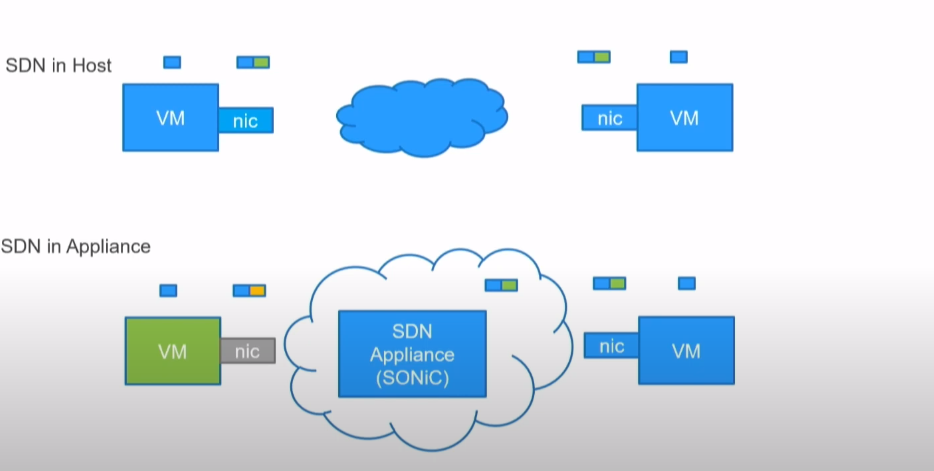 SDN in Host
VM
nic
nic
VM
SDN in Appliance
VM
nic
SDN
Appliance
(SONiC)
nic
VM